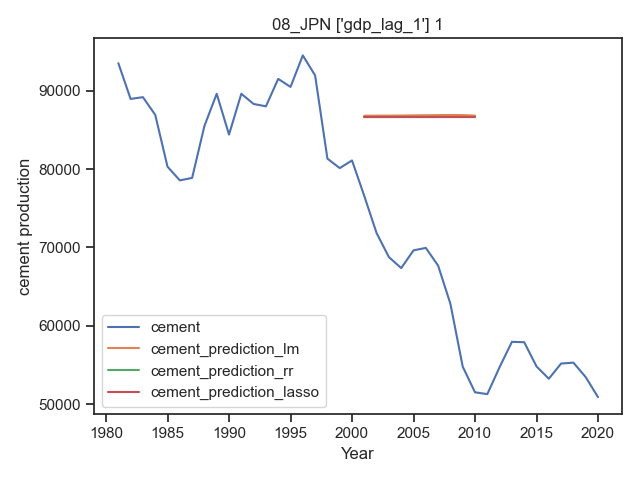 08_JPN ['gdp_lag_1'] 1
cement production
90000
80000
70000
60000
50000
cement
cement_prediction_lm
cement_prediction_rr
cement_prediction_lasso
1980 1985 1990 1995 2000 2005 2010 2015 2020
Year